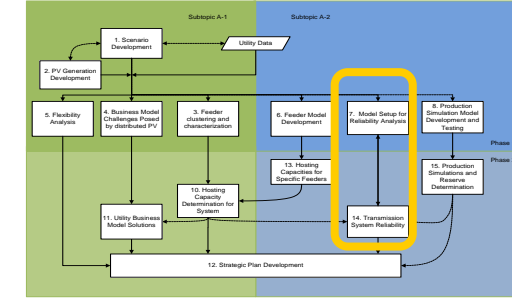 Subtopic A-1
Subtopic A-2
1. Scenario
Development
Utility Data
2. PV Generation
Development
5. Flexibility
Analysis
4. Business Model
Challenges Posed
by distributed PV
3. Feeder
clustering and
characterization
6. Feeder Model
Development
7. Model Setup for
Reliability Analysis
8. Production
Simulation Model
Development and
Testing
Phase
Phase
13. Hosting
Capacities for
Specific Feeders
15. Production
Simulations and
Reserve
Determination
10. Hosting
Capacity
Determination for
System
11. Utility Business
Model Solutions
14. Transmission
System Reliability
12. Strategic Plan Development